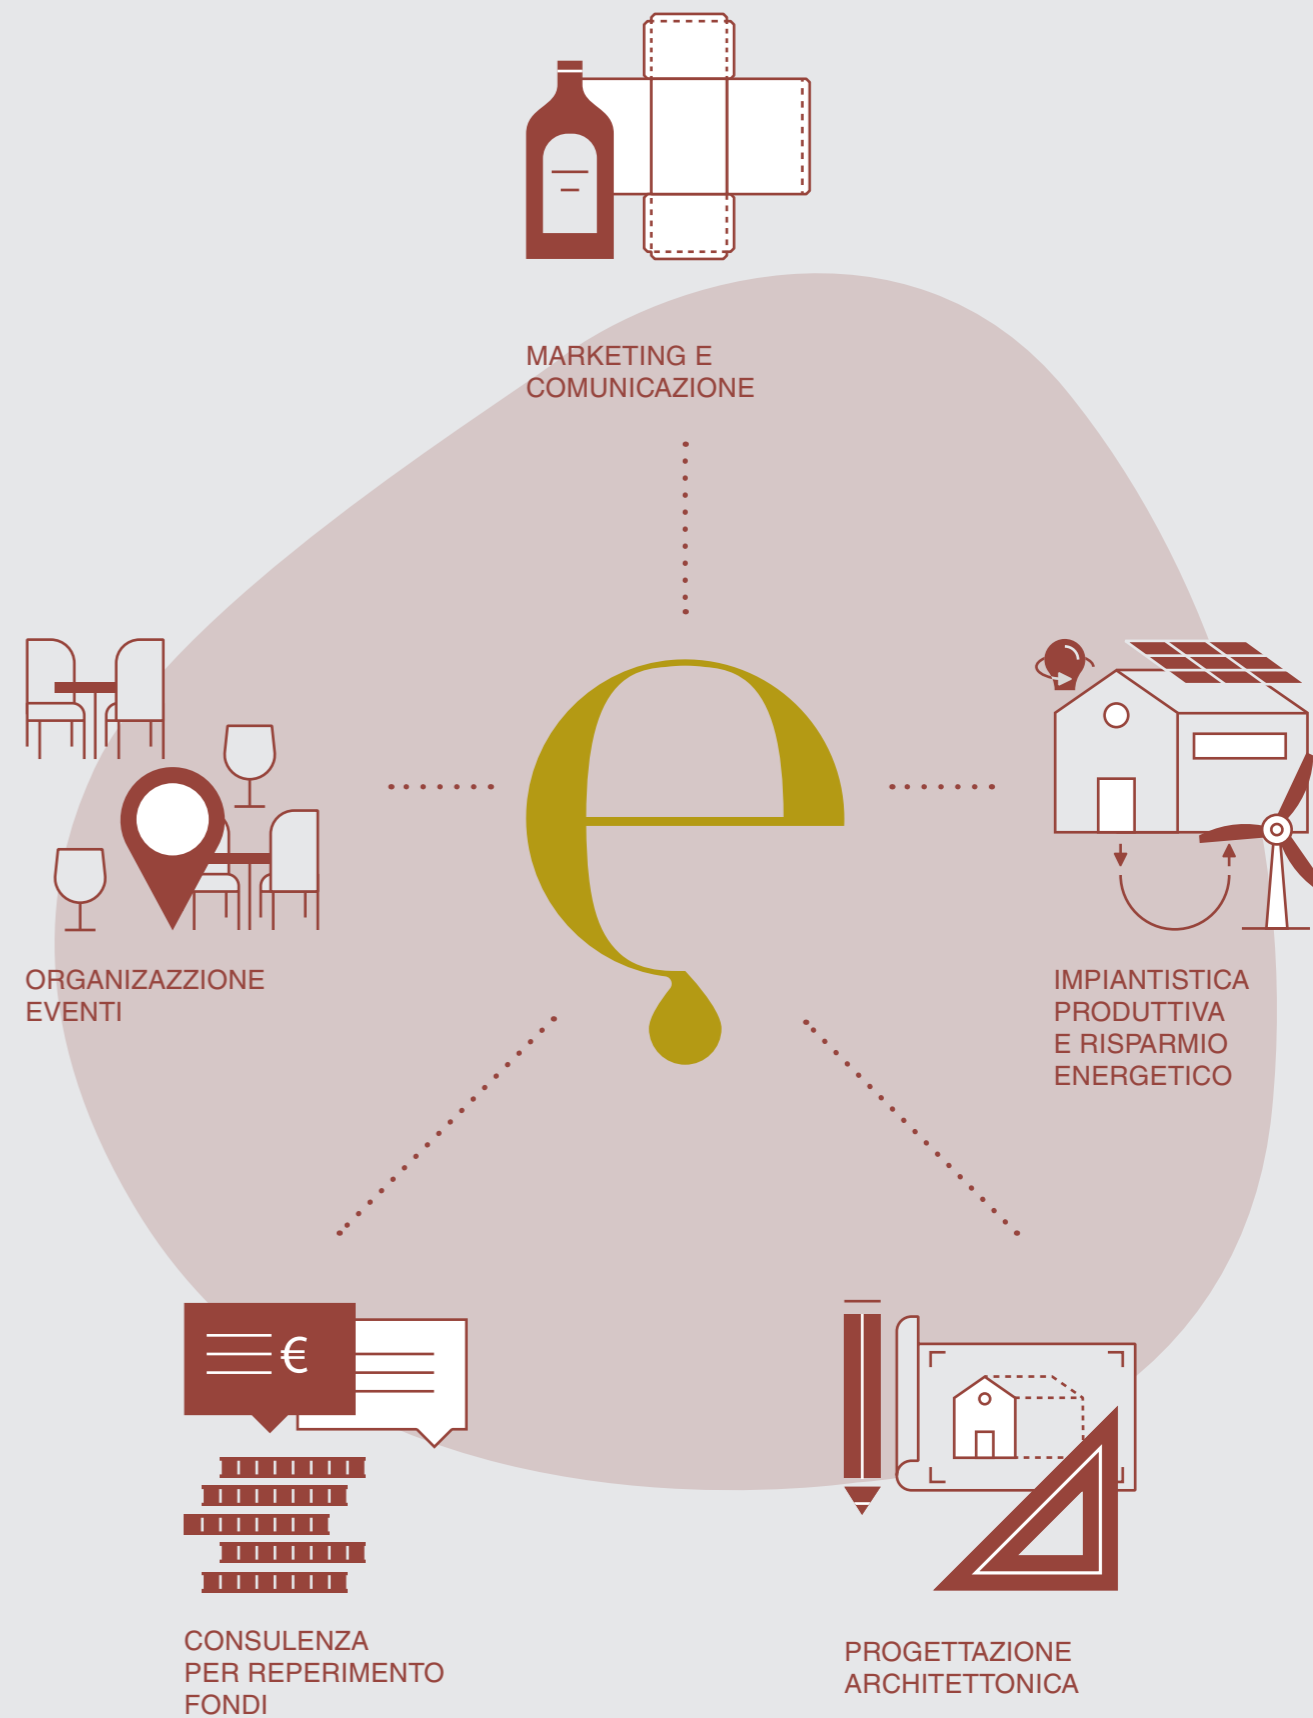 MARKETING E
COMUNICAZIONE
e
ORGANIZAZZIONE
EVENTI
IMPIANTISTICA
PRODUTTIVA
E RISPARMIO
ENERGETICO
€
CONSULENZA
PER REPERIMENTO
FONDI
PROGETTAZIONE
ARCHITETTONICA